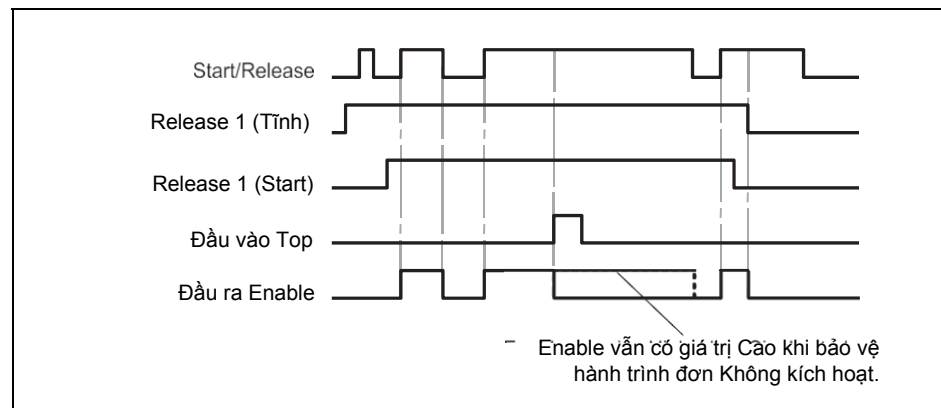 Start/Release
Release 1 (Tĩnh)
Release 1 (Start)
Đầu vào Top
Đầu ra Enable
Enable vẫn có giá trị Cao khi bảo vệ
hành trình đơn Không kích hoạt.